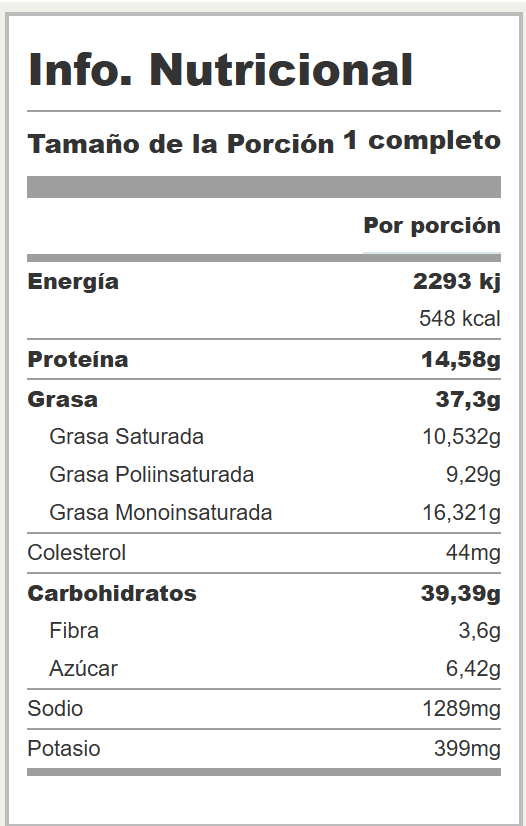 Info. Nutricional
Tamaño de la Porción 1 completo
Por porción
Energía 2293 kj
548 kcal
Proteína 14,58g
Grasa 37,3g
Grasa Saturada 10,532g
Grasa Poliinsaturada 9,29g
Grasa Monoinsaturada 16,321g
Colesterol 44mg
Carbohidratos 39,39g
Fibra 3,6g
Azúcar 6,42g
Sodio 1289mg
Potasio 399mg